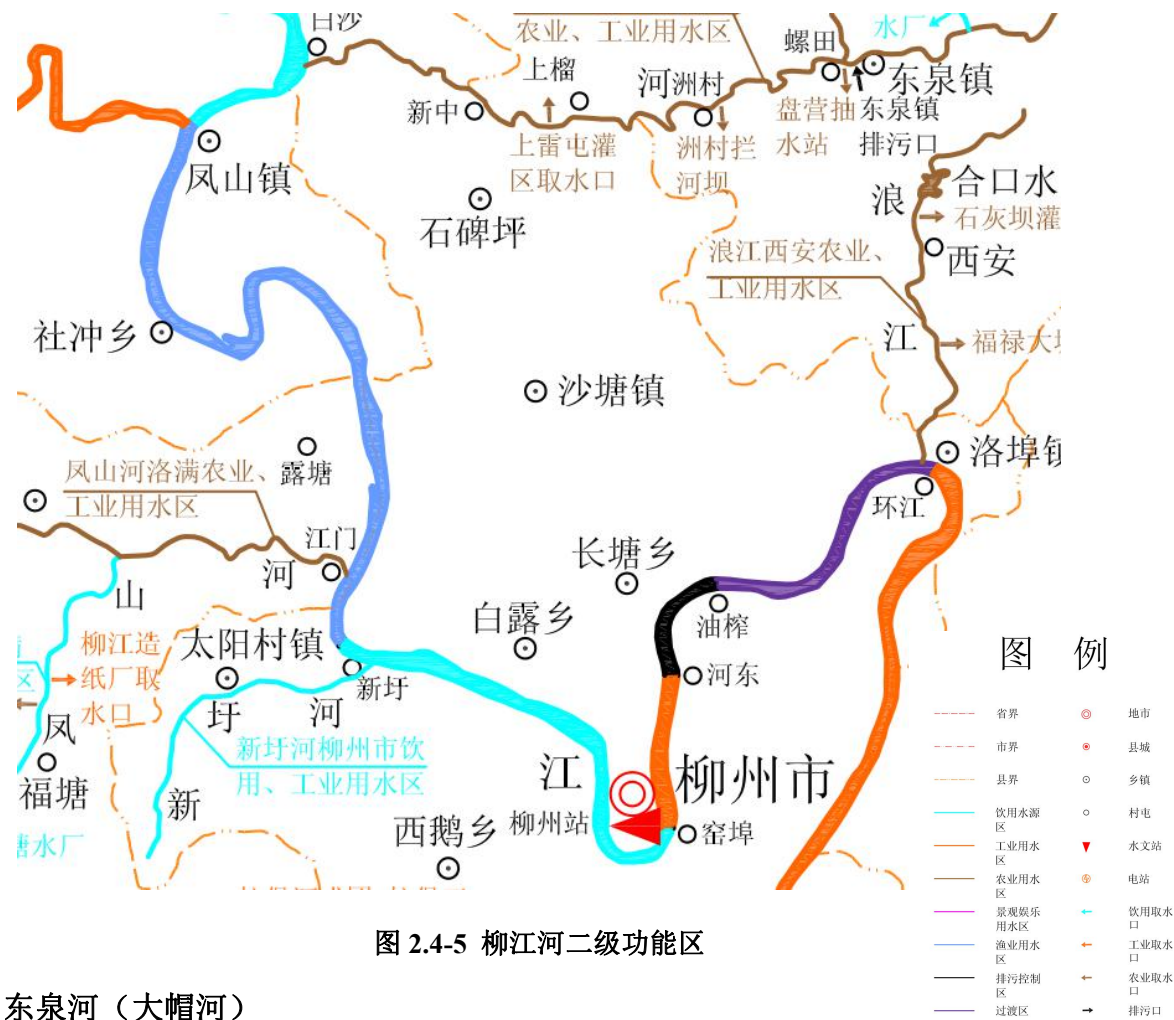 白沙
农业、工业用水区
水厂
螺田
上榴
河
洲村
东泉镇
新中
盘营抽
水站
东泉镇
排污口
凤山镇
上雷屯灌
区取水口
洲村拦
河坝
浪
合口水
石灰坝灌
石碑坪
浪江西安农业、
工业用水区
西安
社冲乡
江
福禄大
沙塘镇
凤山河洛满农业、
工业用水区
露塘
洛埠镇
环江
江门
河
长塘乡
山
柳江造
纸厂取
水口
区
太阳村镇
白露乡
油榨
新圩
河东
圩
河
凤
新圩河柳州市饮
用、工业用水区
江
柳州市
福塘
新
柳州站
窑埠
西鹅乡
塘水厂
图 例
省界
地市
市界
县城
县界
乡镇
饮用水源
区
村屯
工业用水
区
水文站
农业用水
区
电站
景观娱乐
用水区
饮用取水
口
渔业用水
区
工业取水
口
排污控制
区
农业取水
口
过渡区
排污口
图 2.4-5 柳江河二级功能区
东泉河（大帽河）